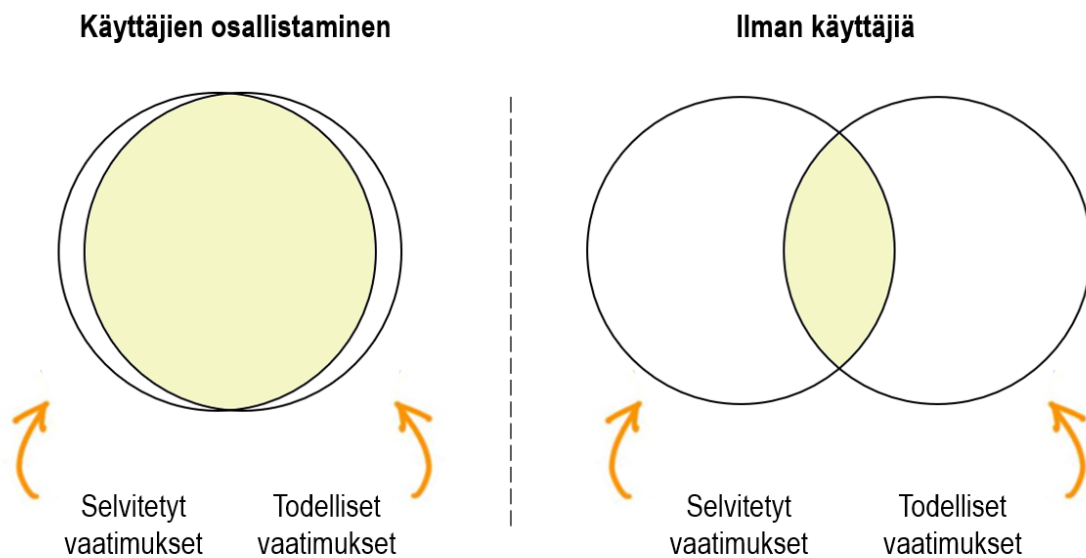 Käyttäjien osallistaminen
Ilman käyttäjiä
Selvitetyt
vaatimukset
Todelliset
vaatimukset
Selvitetyt
vaatimukset
Todelliset
vaatimukset